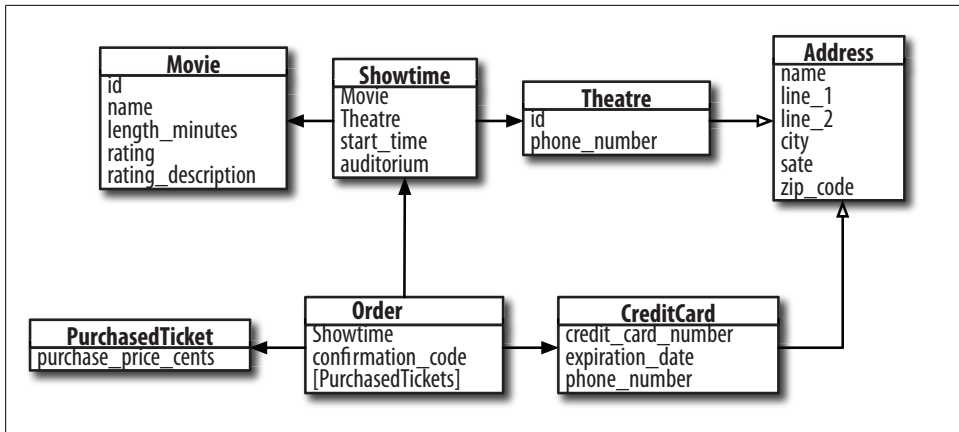 Movie
id
name
length_minutes
rating
rating_description
Showtime
Movie
Theatre
start_time
auditorium
Theatre
id
phone_number
Address
name
line_1
line_2
city
sate
zip_code
PurchasedTicket
purchase_price_cents
Order
Showtime
confirmation_code
[PurchasedTickets]
CreditCard
credit_card_number
expiration_date
phone_number